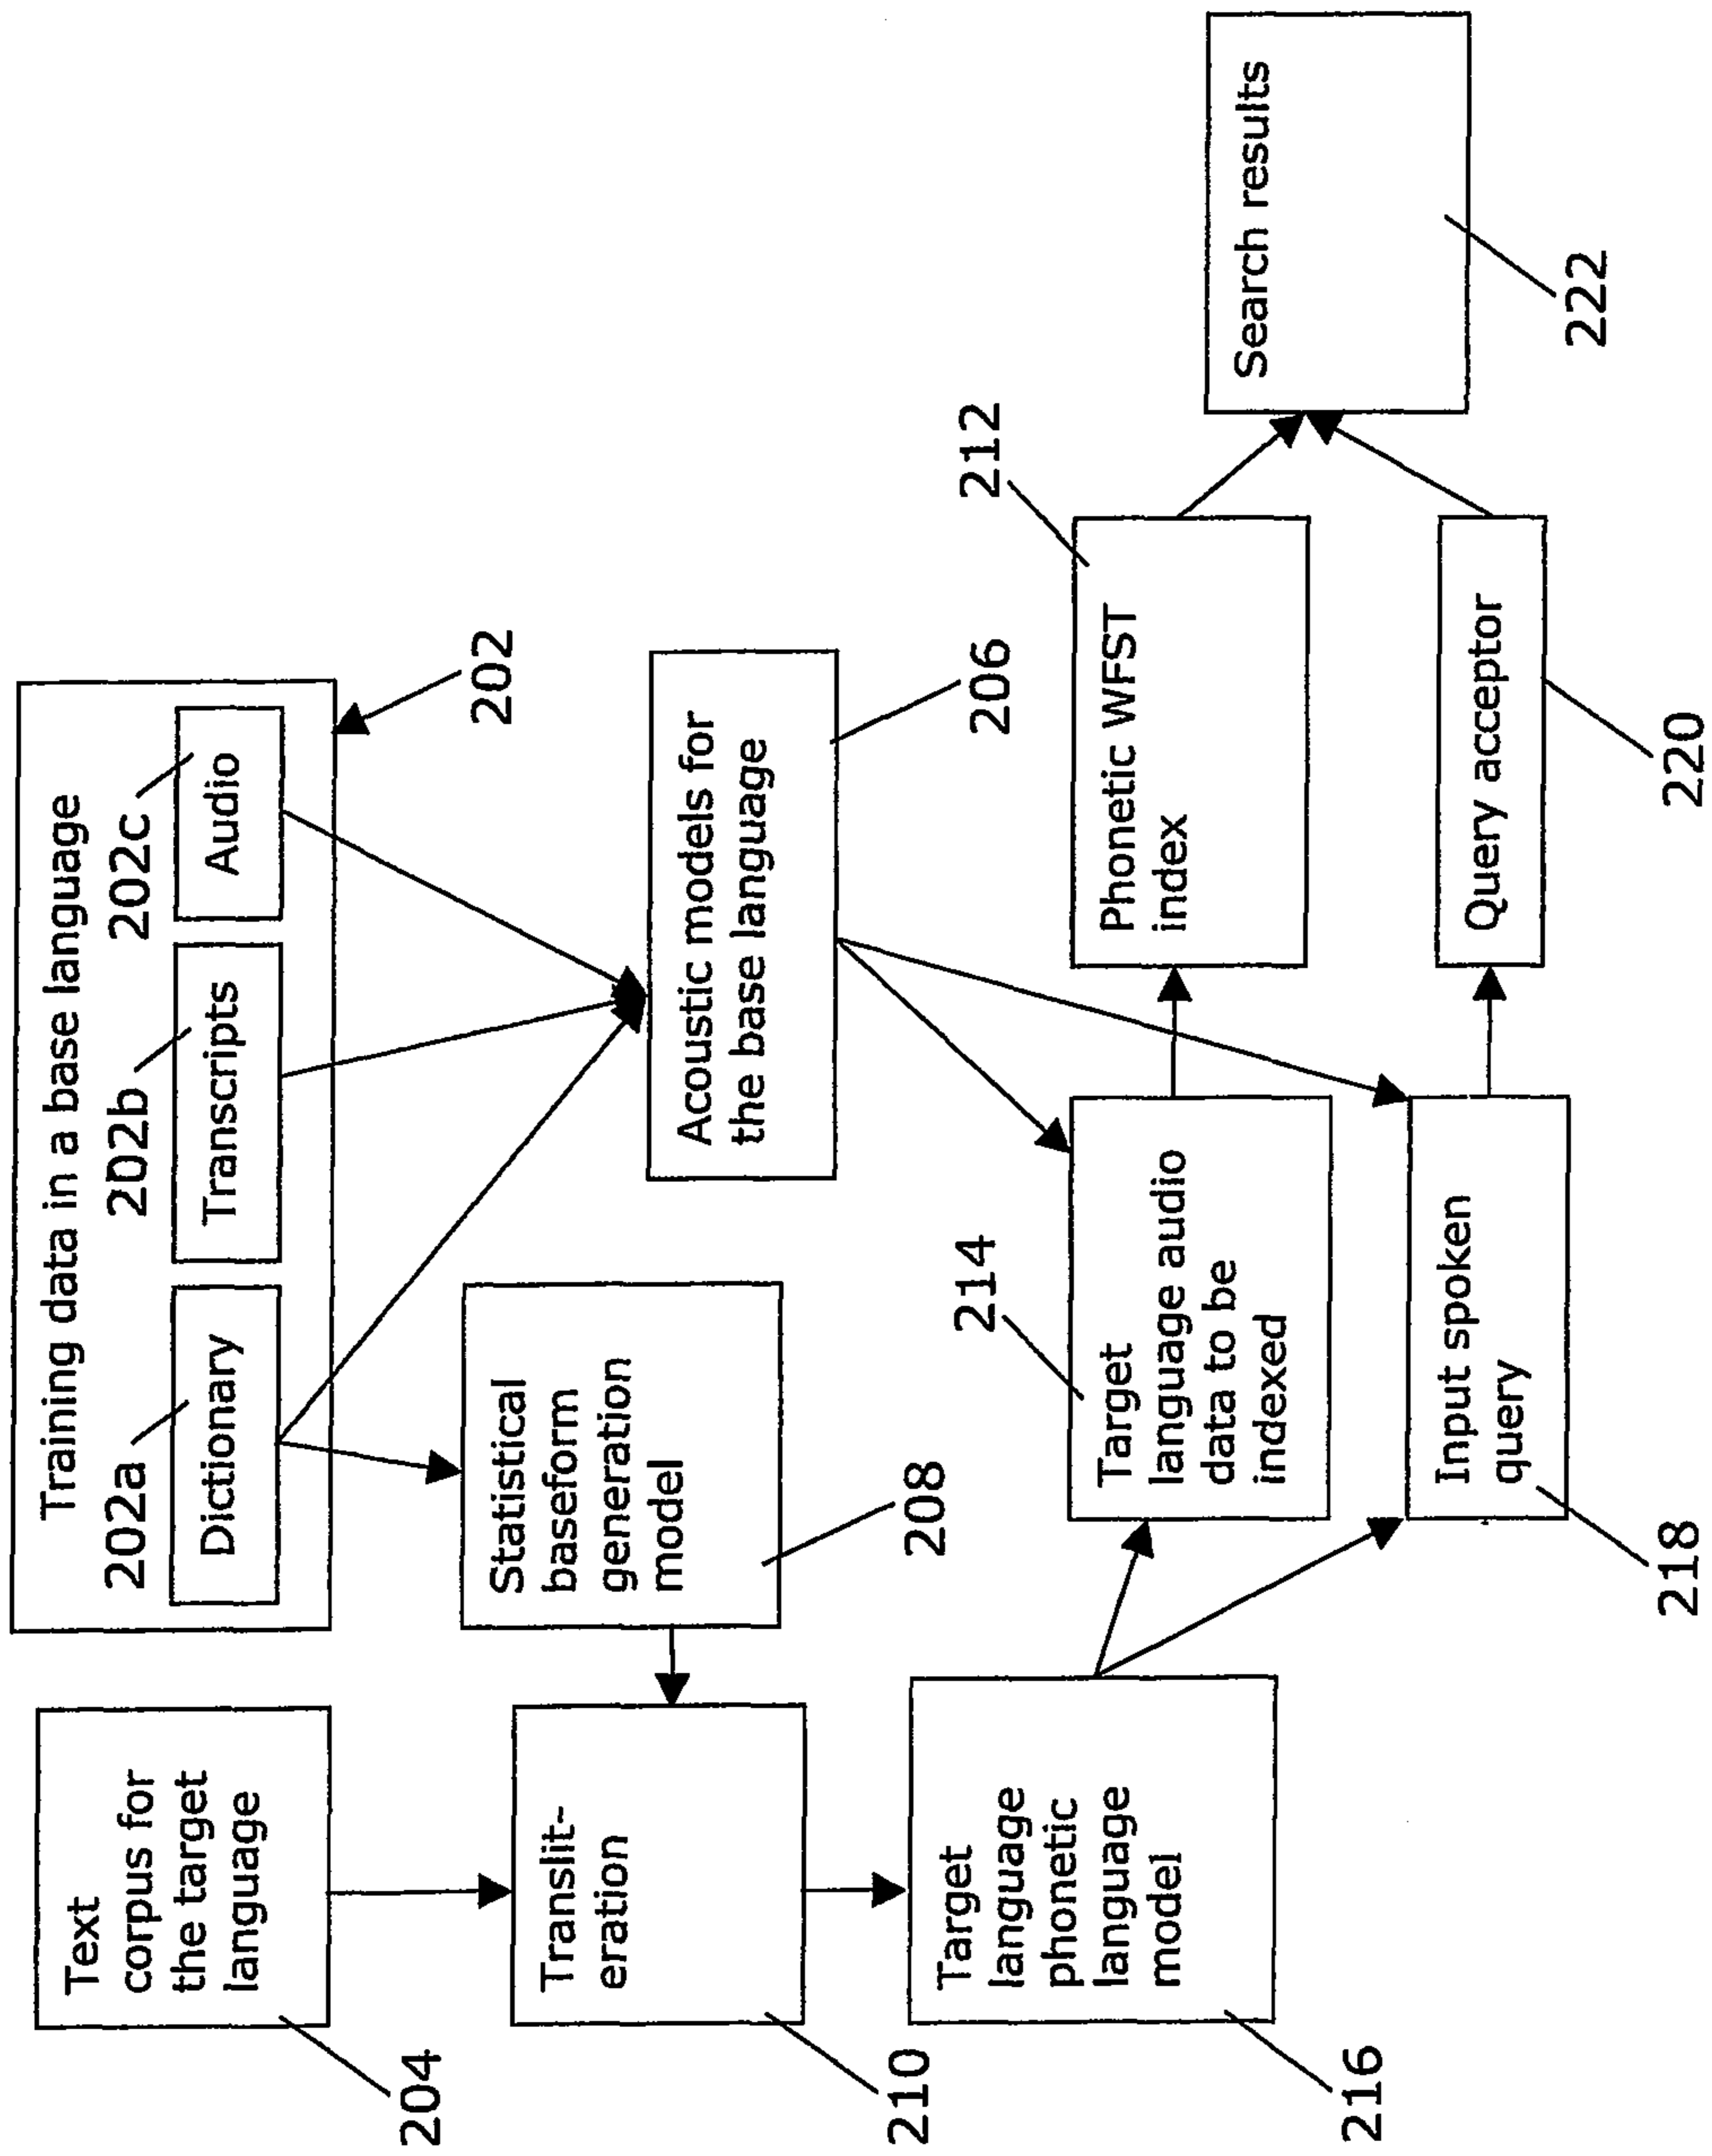 Training data in a base language
202a
202b
202c
Dictionary
Transcripts
Audio
202
Text
corpus for
the target
language
204
Statistical
baseform
generation
model
208
Acoustic models for
the base language
206
Translit-
eration
210
Target
language
phonetic
language
model
216
214
Target
language audio
data to be
indexed
212
Phonetic WFST
index
Input spoken
query
218
Query acceptor
220
Search results
222